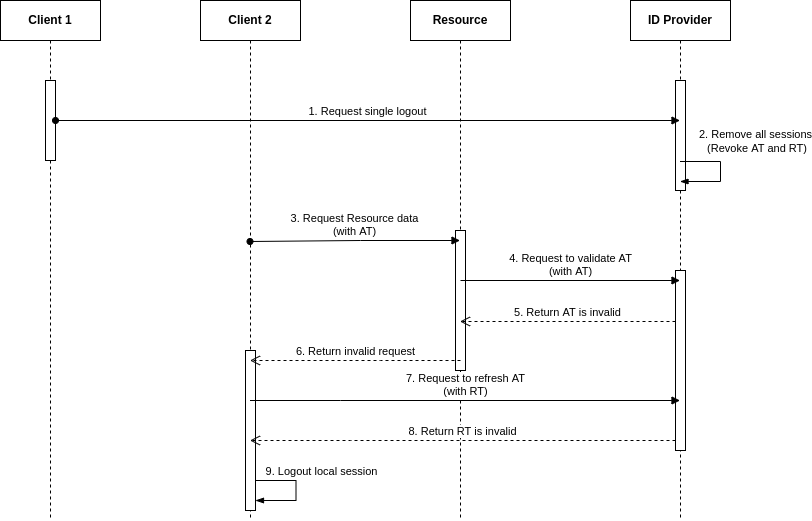 Client 1
Client 2
Resource
ID Provider
1. Request single logout
2. Remove all sessions
(Revoke AT and RT)
3. Request Resource data
(with AT)
4. Request to validate AT
(with AT)
5. Return AT is invalid
6. Return invalid request
7. Request to refresh AT
(with RT)
8. Return RT is invalid
9. Logout local session